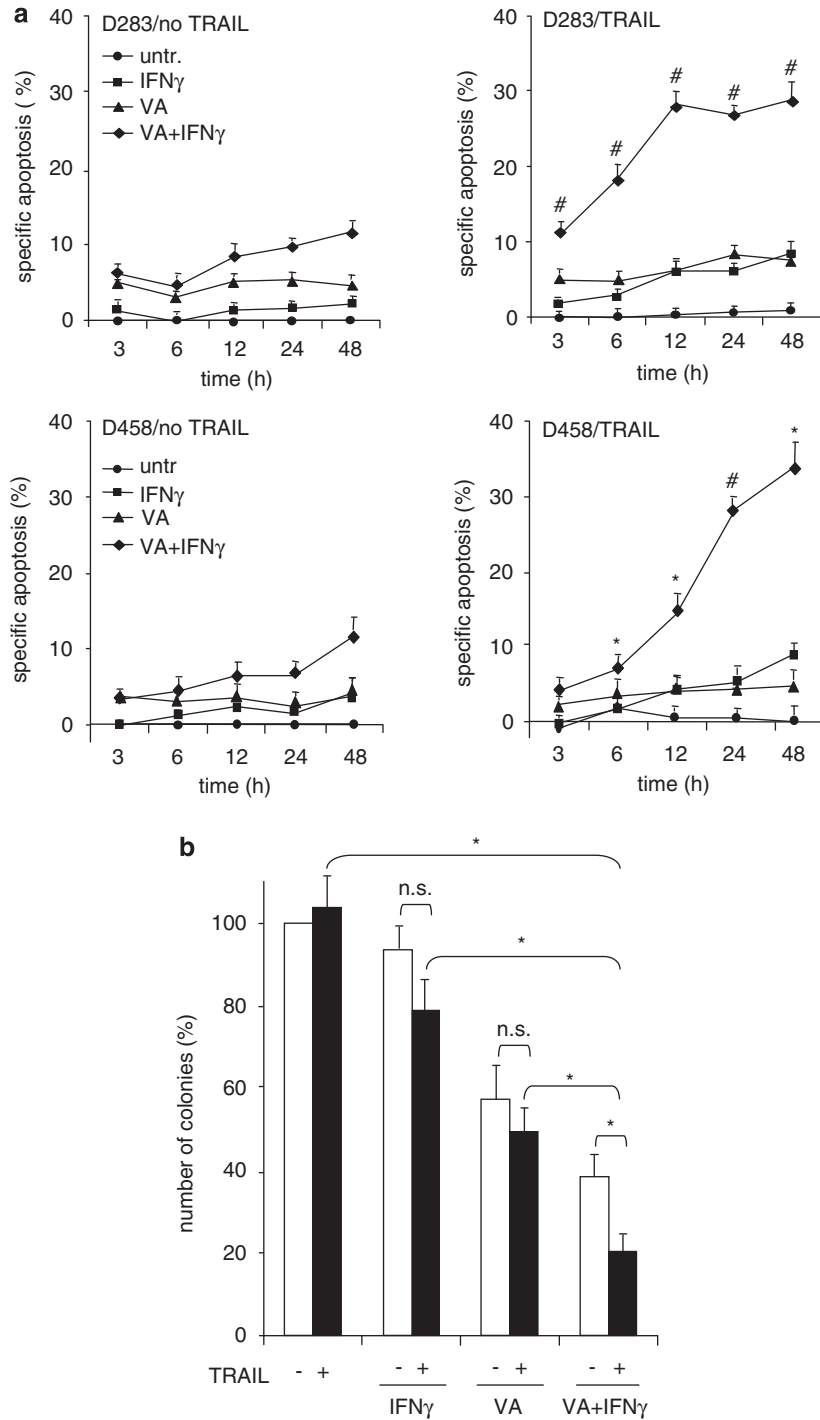 a
D283/no TRAIL
untr.
IFNγ
VA
VA+IFNγ
specific apoptosis ( %)
40
30
20
10
0
3 6 12 24 48
time (h)
D283/TRAIL
specific apoptosis (%)
40
30
20
10
0
# # # # #
3 6 12 24 48
time (h)
D458/no TRAIL
untr
IFNγ
VA
VA+IFNγ
specific apoptosis (%)
40
30
20
10
0
3 6 12 24 48
time (h)
D458/TRAIL
specific apoptosis (%)
40
30
20
10
0
* * # *
3 6 12 24 48
time (h)
b
number of colonies (%)
100
80
60
40
20
0
*
n.s.
*
n.s.
*
*
TRAIL - + - + - + - +
IFNγ VA VA+IFNγ